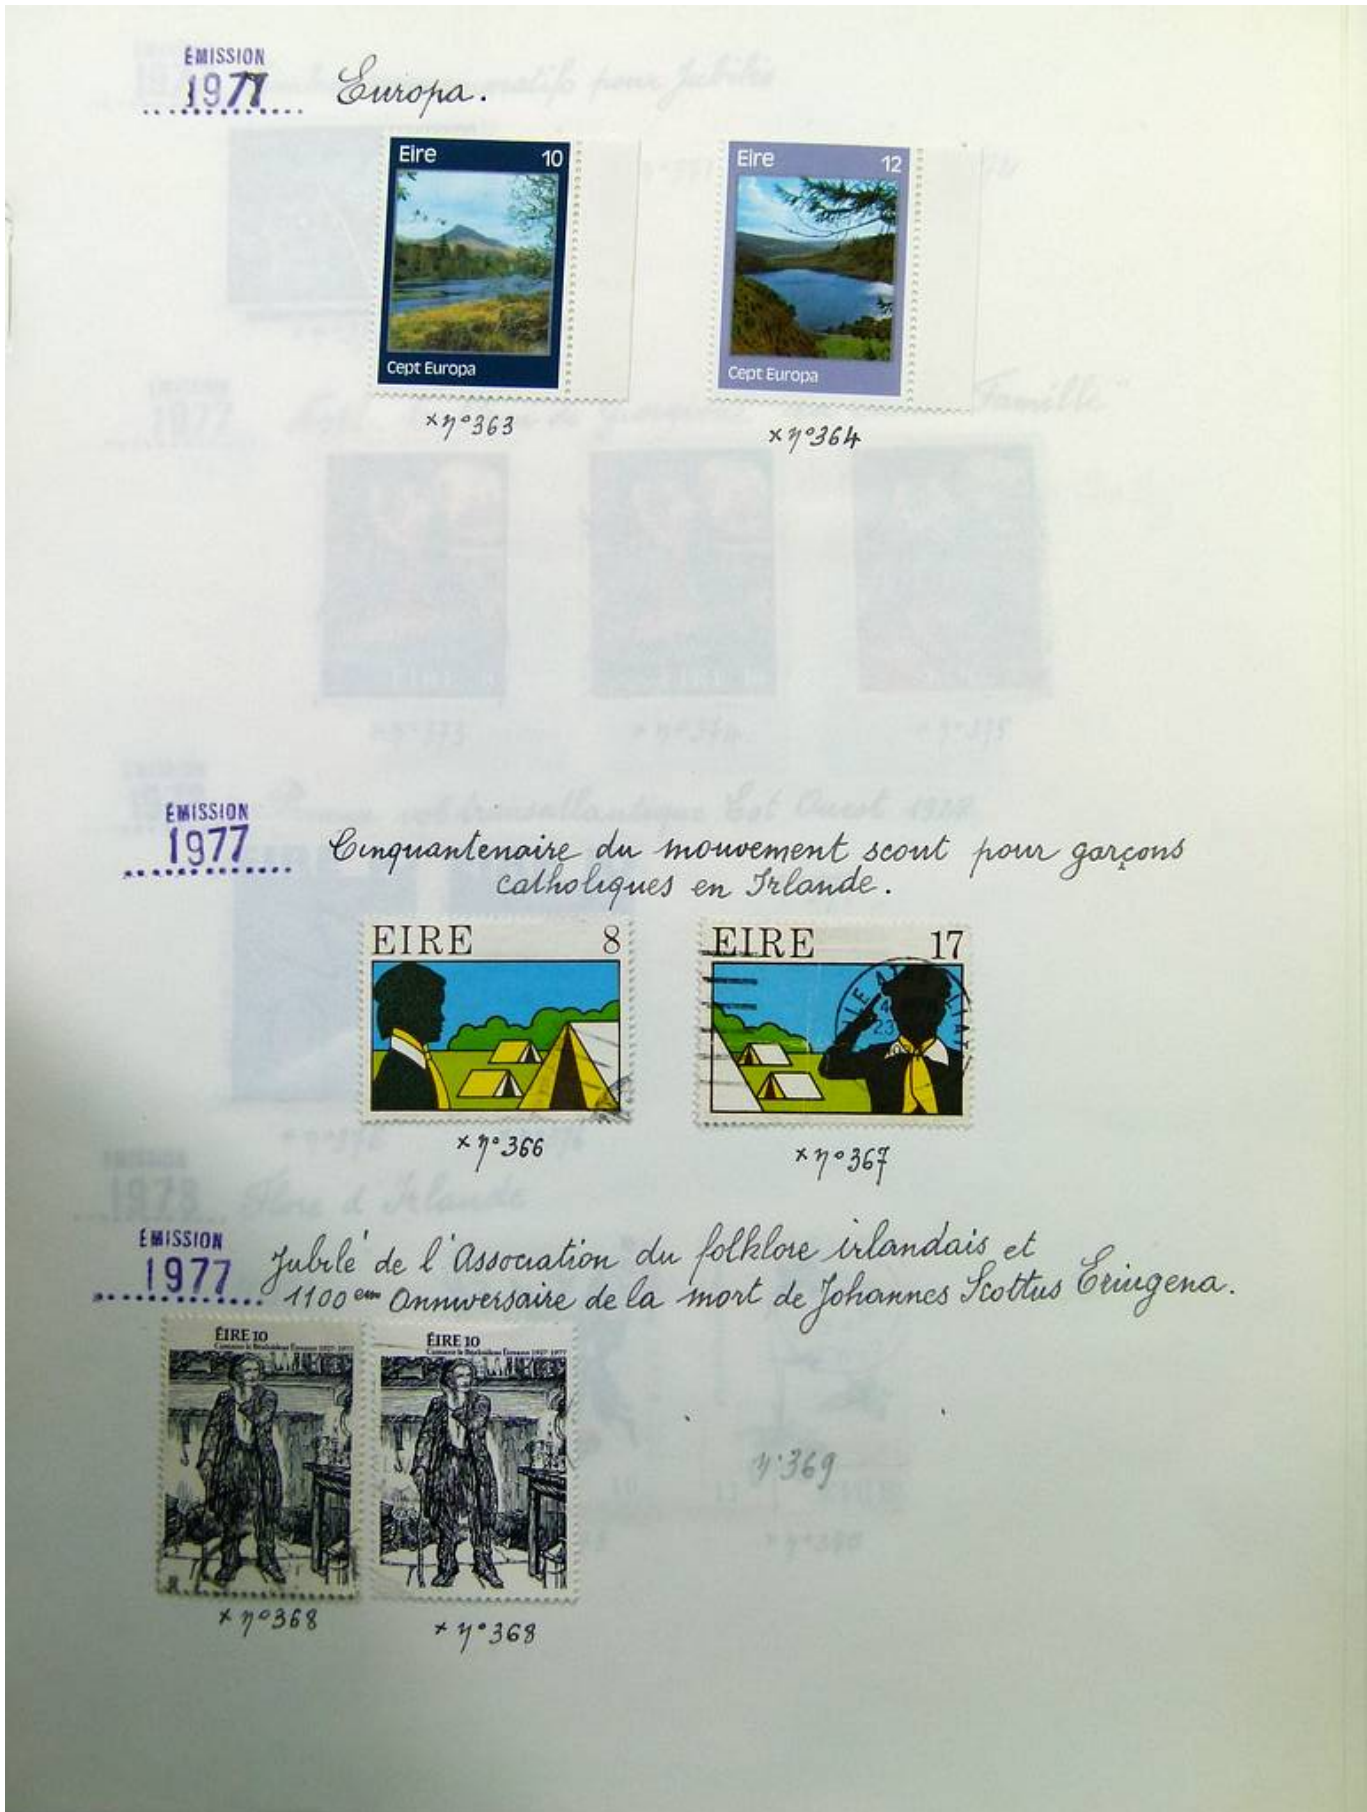 ÉMISSION
1977 Europa.
Eire 10
Cept Europa
Eire 12
Cept Europa
x n° 363
x n° 364
ÉMISSION
1977
Cinquantenaire du mouvement scout pour garçons
catholiques en Irlande.
EIRE 8
EIRE 17
x n° 366
x n° 367
ÉMISSION
1977
Jubilé de l'Association du folklore irlandais et
1100em Anniversaire de la mort de Johannes Scottus Eriugena.
ÉIRE 10
ÉIRE 10
n° 369
x n° 368
x n° 368